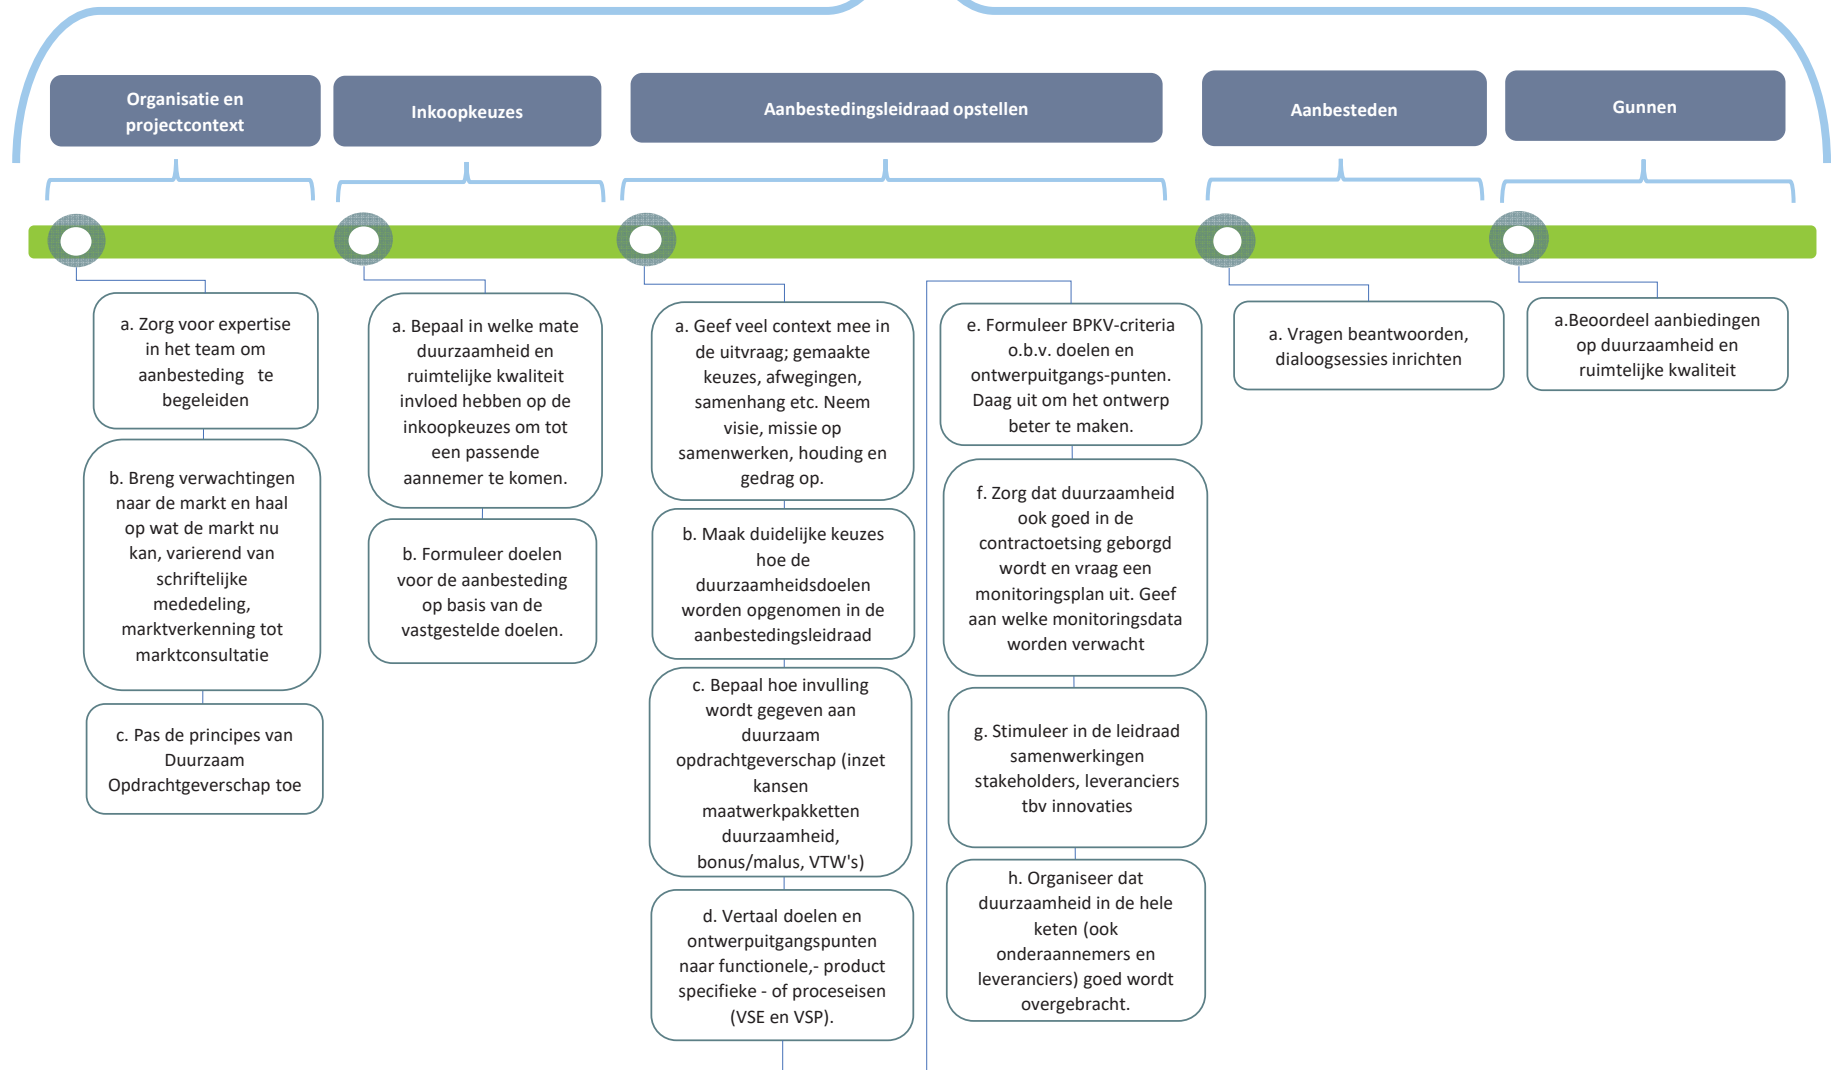 Organisatie en
projectcontext
Inkoopkeuzes
Aanbestedingsleidraad opstellen
Aanbesteden
Gunnen
a. Zorg voor expertise
in het team om
aanbesteding te
begeleiden
b. Breng verwachtingen
naar de markt en haal
op wat de markt nu
kan, varierend van
schriftelijke
mededeling,
marktverkenning tot
marktconsultatie
c. Pas de principes van
Duurzaam
Opdrachtgeverschap toe
a. Bepaal in welke mate
duurzaamheid en
ruimtelijke kwaliteit
invloed hebben op de
inkoopkeuzes om tot
een passende
aannemer te komen.
b. Formuleer doelen
voor de aanbesteding
op basis van de
vastgestelde doelen.
a. Geef veel context mee in
de uitvraag; gemaakte
keuzes, afwegingen,
samenhang etc. Neem
visie, missie op
samenwerken, houding en
gedrag op.
b. Maak duidelijke keuzes
hoe de
duurzaamheidsdoelen
worden opgenomen in de
aanbestedingsleidraad
c. Bepaal hoe invulling
wordt gegeven aan
duurzaam
opdrachtgeverschap (inzet
kansen
maatwerkpakketten
duurzaamheid,
bonus/malus, VTW's)
d. Vertaal doelen en
ontwerpuitgangspunten
naar functionele,- product
specifieke - of proceseisen
(VSE en VSP).
e. Formuleer BPKV-criteria
o.b.v. doelen en
ontwerpuitgangs-punten.
Daag uit om het ontwerp
beter te maken.
f. Zorg dat duurzaamheid
ook goed in de
contractoetsing geborgd
wordt en vraag een
monitoringsplan uit. Geef
aan welke monitoringsdata
worden verwacht
g. Stimuleer in de leidraad
samenwerkingen
stakeholders, leveranciers
tbv innovaties
h. Organiseer dat
duurzaamheid in de hele
keten (ook
onderaannemers en
leveranciers) goed wordt
overgebracht.
a. Vragen beantwoorden,
dialoogsessies inrichten
a.Beoordeel aanbiedingen
op duurzaamheid en
ruimtelijke kwaliteit